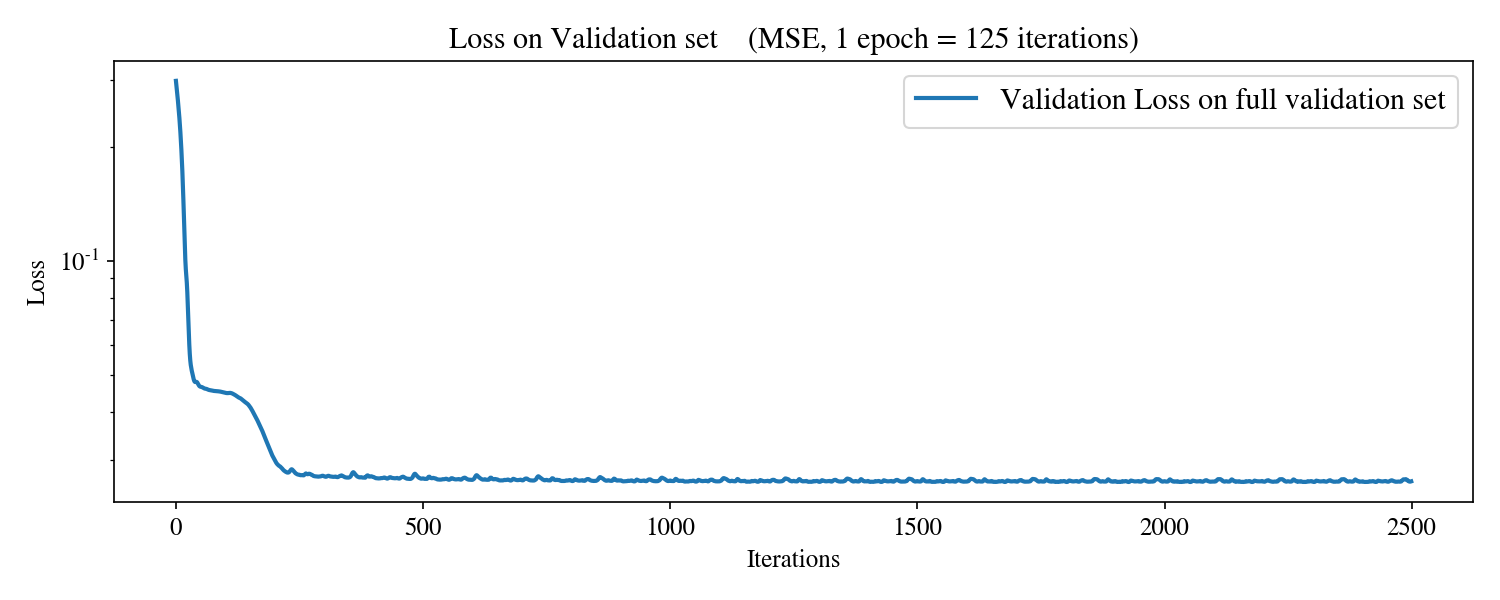 Loss on Validation set (MSE, 1 epoch = 125 iterations)
Validation Loss on full validation set
Loss
10⁻¹
0 500 1000 1500 2000 2500
Iterations